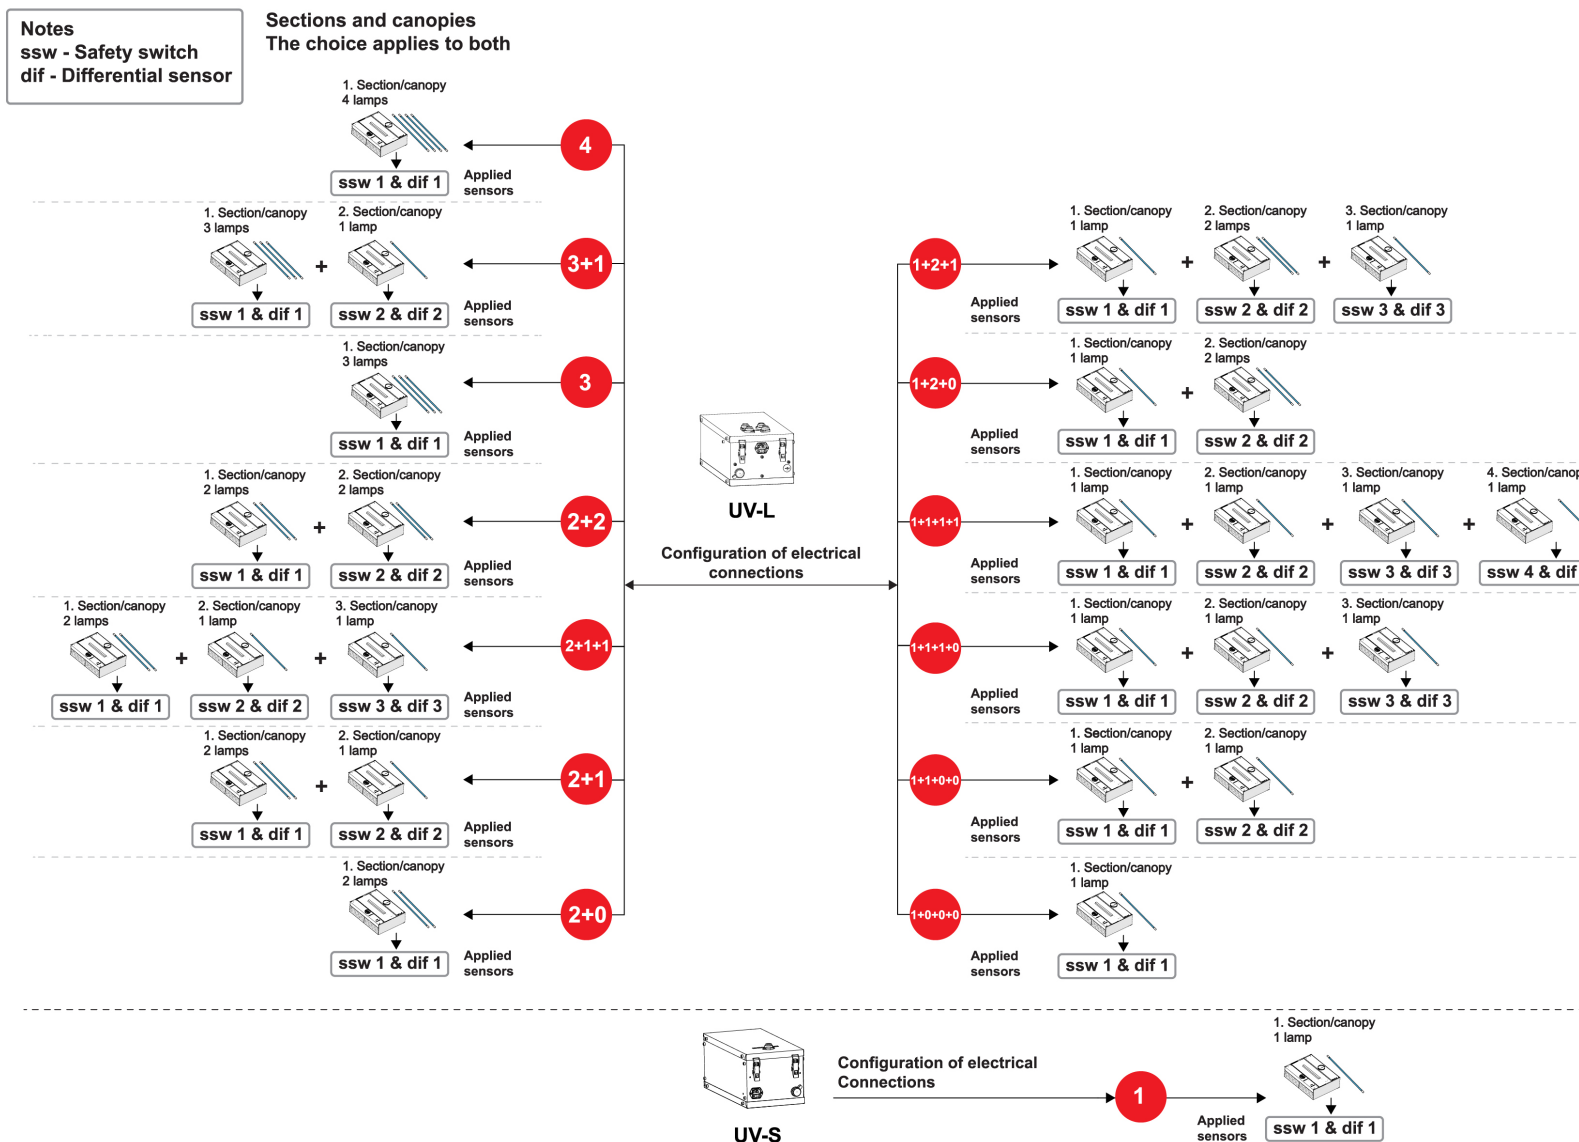 Notes
ssw - Safety switch
dif - Differential sensor
Sections and canopies
The choice applies to both
1. Section/canopy
4 lamps
4
ssw 1 & dif 1
Applied
sensors
1. Section/canopy
3 lamps
2. Section/canopy
1 lamp
+
3+1
ssw 1 & dif 1
ssw 2 & dif 2
Applied
sensors
1. Section/canopy
3 lamps
3
ssw 1 & dif 1
Applied
sensors
1. Section/canopy
2 lamps
2. Section/canopy
2 lamps
+
2+2
ssw 1 & dif 1
ssw 2 & dif 2
Applied
sensors
1. Section/canopy
2 lamps
2. Section/canopy
1 lamp
3. Section/canopy
1 lamp
+
+
2+1+1
ssw 1 & dif 1
ssw 2 & dif 2
ssw 3 & dif 3
Applied
sensors
1. Section/canopy
2 lamps
2. Section/canopy
1 lamp
+
2+1
ssw 1 & dif 1
ssw 2 & dif 2
Applied
sensors
1. Section/canopy
2 lamps
2+0
ssw 1 & dif 1
Applied
sensors
UV-L
Configuration of electrical
connections
1+2+1
1. Section/canopy
1 lamp
+
2. Section/canopy
2 lamps
+
3. Section/canopy
1 lamp
Applied
sensors
ssw 1 & dif 1
ssw 2 & dif 2
ssw 3 & dif 3
1+2+0
1. Section/canopy
1 lamp
+
2. Section/canopy
2 lamps
Applied
sensors
ssw 1 & dif 1
ssw 2 & dif 2
1+1+1+1
1. Section/canopy
1 lamp
+
2. Section/canopy
1 lamp
+
3. Section/canopy
1 lamp
+
4. Section/canop
1 lamp
Applied
sensors
ssw 1 & dif 1
ssw 2 & dif 2
ssw 3 & dif 3
ssw 4 & dif
1+1+1+0
1. Section/canopy
1 lamp
+
2. Section/canopy
1 lamp
+
3. Section/canopy
1 lamp
Applied
sensors
ssw 1 & dif 1
ssw 2 & dif 2
ssw 3 & dif 3
1+1+0+0
1. Section/canopy
1 lamp
+
2. Section/canopy
1 lamp
Applied
sensors
ssw 1 & dif 1
ssw 2 & dif 2
1+0+0+0
1. Section/canopy
1 lamp
Applied
sensors
ssw 1 & dif 1
UV-S
Configuration of electrical
Connections
1
1. Section/canopy
1 lamp
Applied
sensors
ssw 1 & dif 1